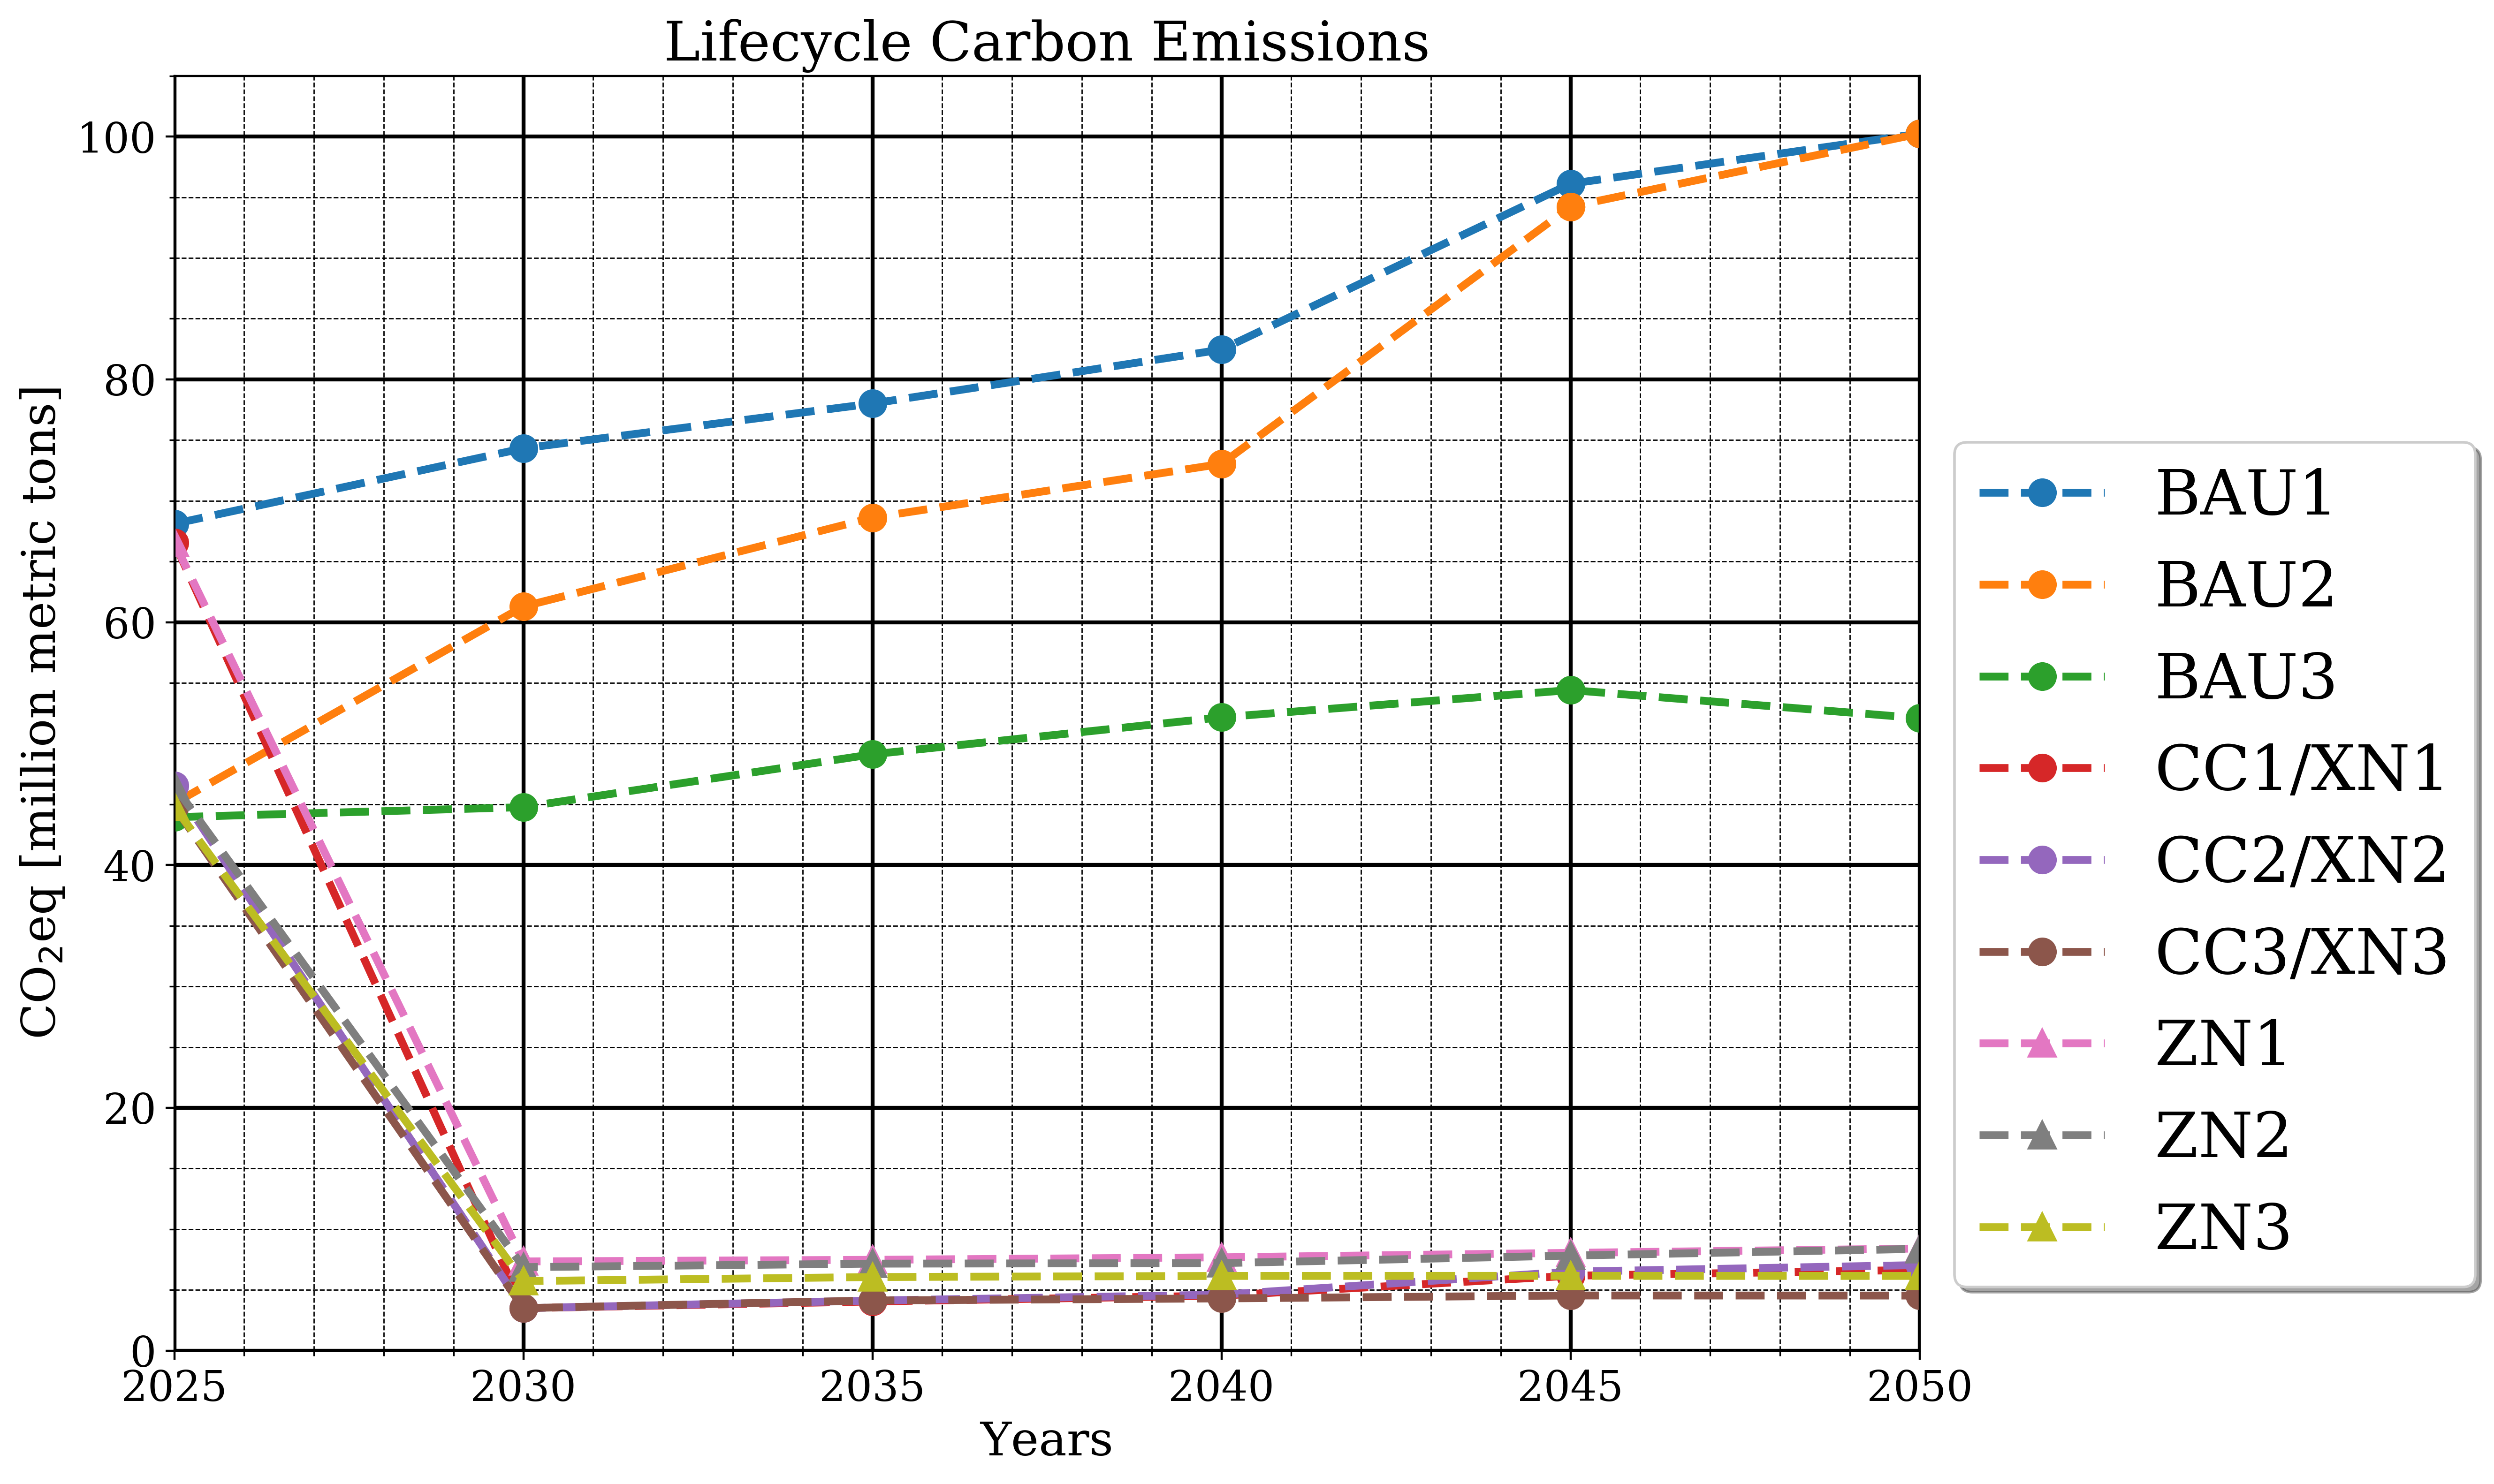 Lifecycle Carbon Emissions
CO₂eq [million metric tons]
100
80
60
40
20
0
2025 2030 2035 2040 2045 2050
Years
BAU1
BAU2
BAU3
CC1/XN1
CC2/XN2
CC3/XN3
ZN1
ZN2
ZN3